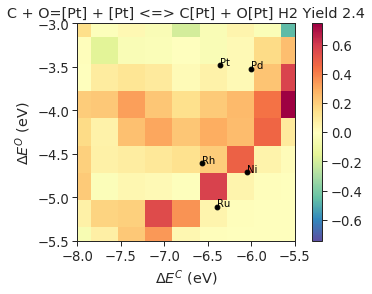 C + O=[Pt] + [Pt] <=> C[Pt] + O[Pt] H2 Yield 2.4
−3.0
−3.5
−4.0
−4.5
−5.0
−5.5
ΔE^O (eV)
Pt
Pd
Rh
Ni
Ru
−8.0 −7.5 −7.0 −6.5 −6.0 −5.5
ΔE^C (eV)
0.6
0.4
0.2
0.0
−0.2
−0.4
−0.6